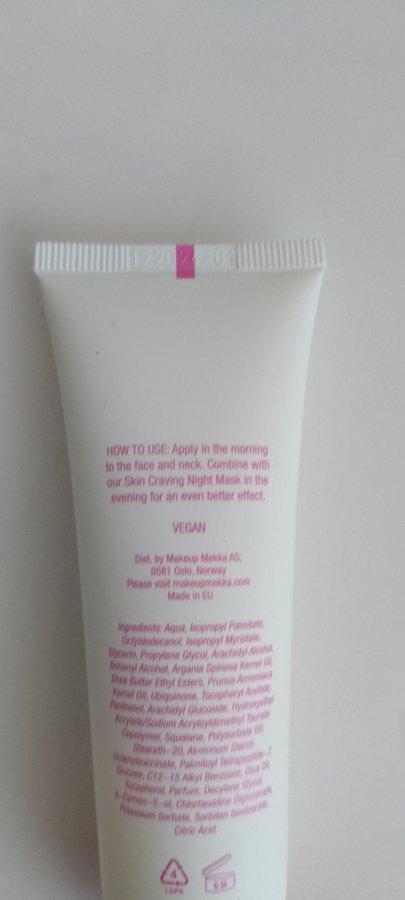 122024-01
HOW TO USE: Apply in the morning
to the face and neck. Combine with
our Skin Craving Night Mask in the
evening for an even better effect.
VEGAN
Dist. by Makeup Mekka AS,
0581 Oslo, Norway
Please visit makeupmekka.com
Made in EU
Ingredients: Aqua, Isopropyl Palmitate,
Octyldodecanol, Isopropyl Myristate,
Glycerin, Propylene Glycol, Arachidyl Alcohol,
Behenyl Alcohol, Argania Spinosa Kernel Oil,
Shea Butter Ethyl Esters, Prunus Armeniaca
Kernel Oil, Ubiquinone, Tocopheryl Acetate,
Panthenol, Arachidyl Glucoside, Hydroxyethyl
Acrylate/Sodium Acryloyldimethyl Taurate
Copolymer, Squalane, Polysorbate 60,
Steareth-20, Aluminum Starch
Octenylsuccinate, Palmitoyl Tetrapeptide-7,
Glucose, C12-15 Alkyl Benzoate, Olea Oil,
Tocopherol, Parfum, Decylene Glycol,
o-Cymen-5-ol, Chlorhexidine Digluconate,
Potassium Sorbate, Sorbitan Isostearate,
Citric Acid.
4
LDPE
6 M